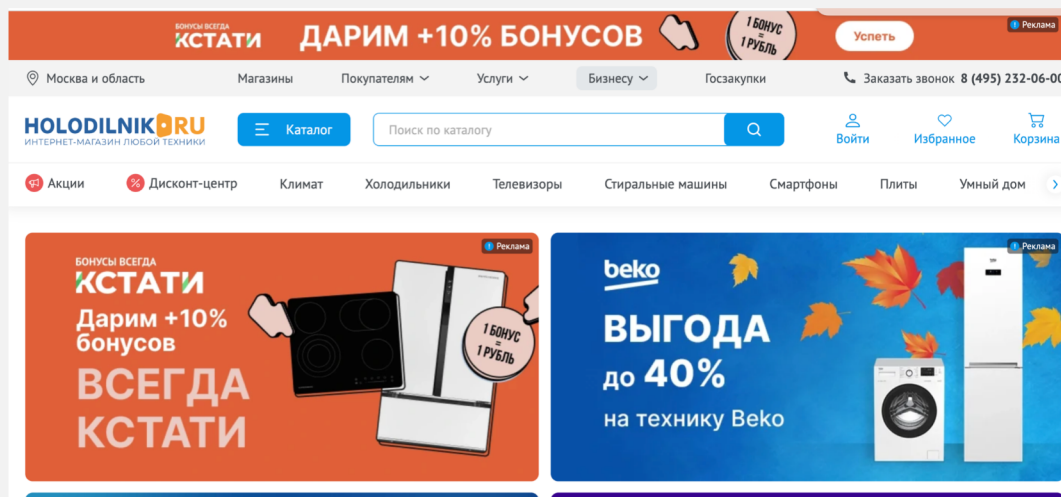 БОНУСЫ ВСЕГДА
КСТАТИ
ДАРИМ +10% БОНУСОВ
1 БОНУС
=
1 РУБЛЬ
Успеть
Реклама
Москва и область
Магазины
Покупателям
Услуги
Бизнесу
Госзакупки
Заказать звонок 8 (495) 232-06-00
HOLODILNIK.RU
ИНТЕРНЕТ-МАГАЗИН ЛЮБОЙ ТЕХНИКИ
Каталог
Поиск по каталогу
Войти
Избранное
Корзина
Акции
% Дисконт-центр
Климат
Холодильники
Телевизоры
Стиральные машины
Смартфоны
Плиты
Умный дом
Реклама
БОНУСЫ ВСЕГДА
КСТАТИ
Дарим +10%
бонусов
ВСЕГДА
КСТАТИ
1 БОНУС
=
1 РУБЛЬ
Реклама
beko
ВЫГОДА
до 40%
на технику Beko